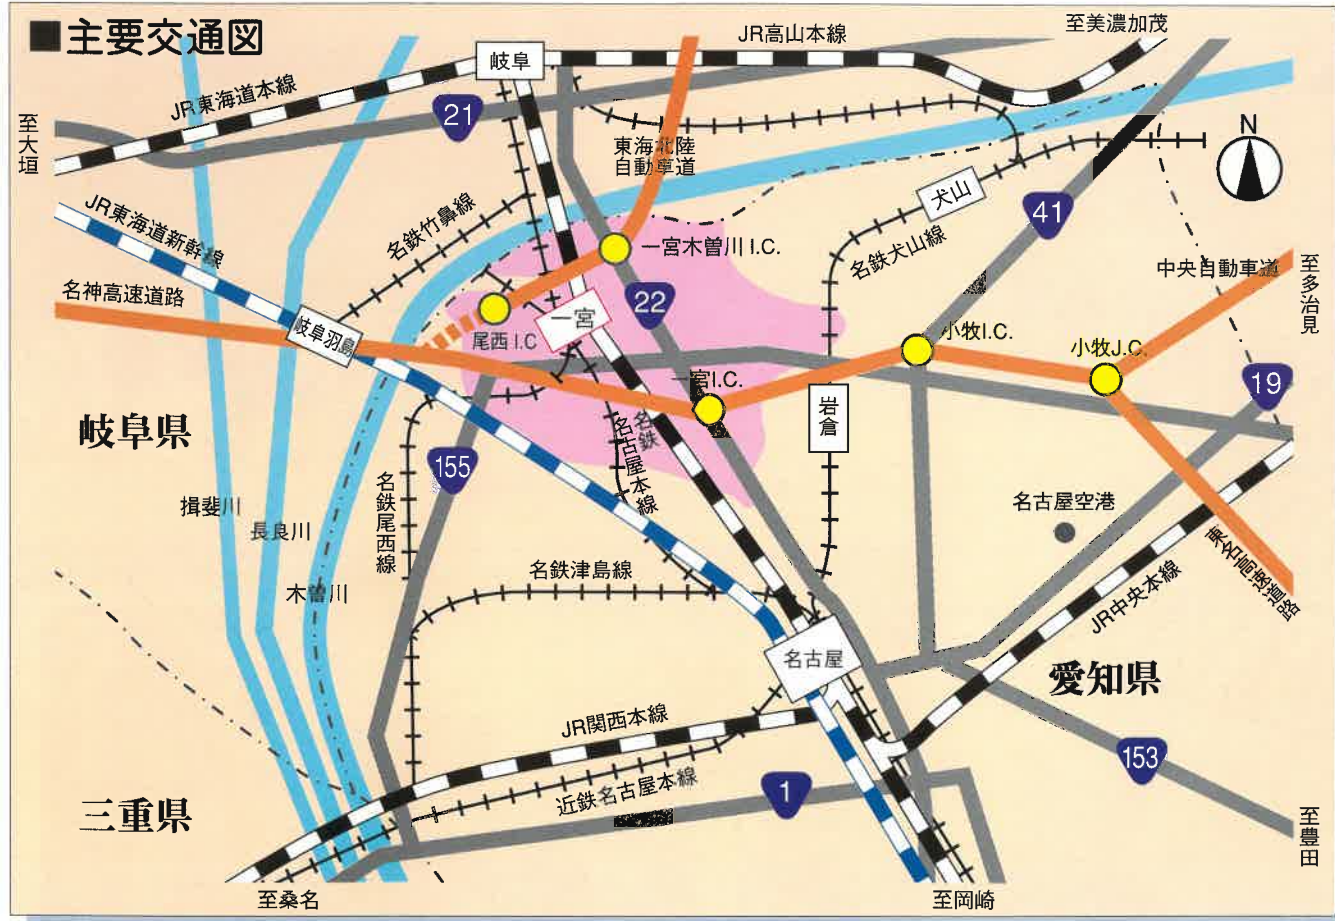 ■主要交通図
至美濃加茂
JR高山本線
岐阜
JR東海道本線
21
至大垣
東海北陸
自動車道
N
犬山
41
JR東海道新幹線
名鉄竹鼻線
一宮木曽川 I.C.
名鉄犬山線
中央自動車道
至多治見
名神高速道路
22
一宮
尾西 I.C
岐阜羽島
小牧I.C.
小牧J.C.
一宮I.C.
19
岐阜県
岩倉
名鉄
名古屋本線
155
名鉄尾西線
揖斐川
長良川
木曽川
名古屋空港
東名高速道路
名鉄津島線
JR中央本線
名古屋
愛知県
JR関西本線
153
近鉄名古屋本線
1
三重県
至豊田
至桑名
至岡崎